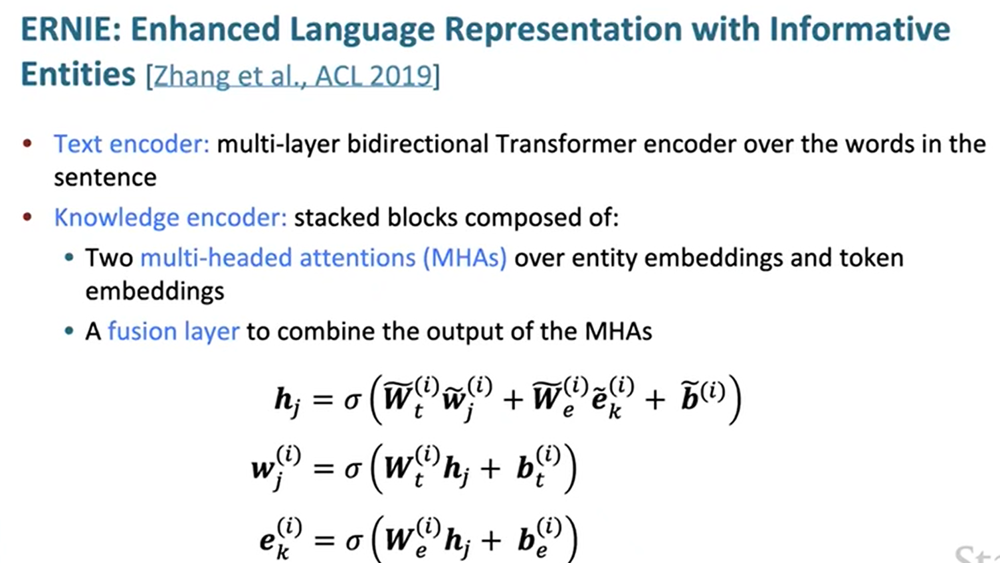 ERNIE: Enhanced Language Representation with Informative
Entities [Zhang et al., ACL 2019]
• Text encoder: multi-layer bidirectional Transformer encoder over the words in the
sentence
• Knowledge encoder: stacked blocks composed of:
• Two multi-headed attentions (MHAs) over entity embeddings and token
embeddings
• A fusion layer to combine the output of the MHAs
$\boldsymbol{h}_j = \sigma\left(\widetilde{\boldsymbol{W}}_t^{(i)}\widetilde{\boldsymbol{w}}_j^{(i)} + \widetilde{\boldsymbol{W}}_e^{(i)}\tilde{\boldsymbol{e}}_k^{(i)} + \tilde{\boldsymbol{b}}^{(i)}\right)$
$\boldsymbol{w}_j^{(i)} = \sigma\left(\boldsymbol{W}_t^{(i)}\boldsymbol{h}_j + \boldsymbol{b}_t^{(i)}\right)$
$\boldsymbol{e}_k^{(i)} = \sigma\left(\boldsymbol{W}_e^{(i)}\boldsymbol{h}_j + \boldsymbol{b}_e^{(i)}\right)$